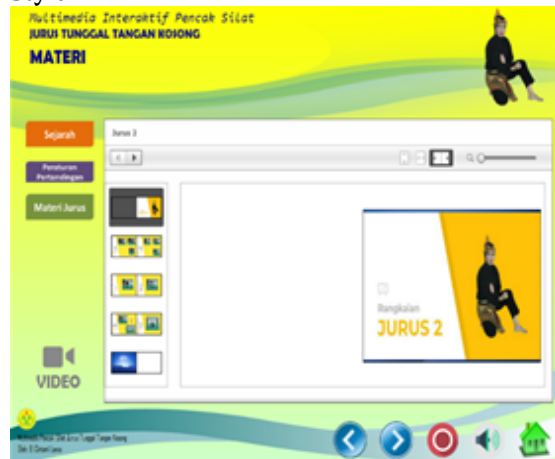 Multimedia Interaktif Pencak Silat
JURUS TUNGGAL TANGAN KOSONG
MATERI
Sejarah
Jurus 3
Peraturan
Pertandingan
Materi Jurus
Rangkaian
JURUS 2
VIDEO